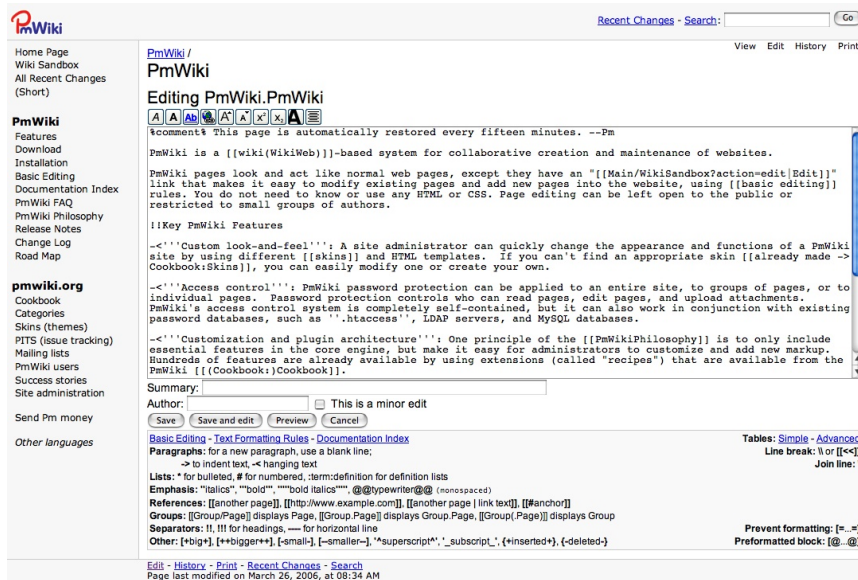 PmWiki
Recent Changes - Search:
Go
View Edit History Print
Home Page
Wiki Sandbox
All Recent Changes
(Short)
PmWiki
Features
Download
Installation
Basic Editing
Documentation Index
PmWiki FAQ
PmWiki Philosophy
Release Notes
Change Log
Road Map
pmwiki.org
Cookbook
Categories
Skins (themes)
PITS (issue tracking)
Mailing lists
PmWiki users
Success stories
Site administration
Send Pm money
Other languages
PmWiki /
PmWiki
Editing PmWiki.PmWiki
%comment% This page is automatically restored every fifteen minutes. --Pm
PmWiki is a [[wiki(WikiWeb)]]-based system for collaborative creation and maintenance of websites.
PmWiki pages look and act like normal web pages, except they have an "[[Main/WikiSandbox?action=edit|Edit]]"
link that makes it easy to modify existing pages and add new pages into the website, using [[basic editing]]
rules. You do not need to know or use any HTML or CSS. Page editing can be left open to the public or
restricted to small groups of authors.
!!Key PmWiki Features
-<'''Custom look-and-feel''': A site administrator can quickly change the appearance and functions of a PmWiki
site by using different [[skins]] and HTML templates.  If you can't find an appropriate skin [[already made ->
Cookbook:Skins]], you can easily modify one or create your own.
-<'''Access control''': PmWiki password protection can be applied to an entire site, to groups of pages, or to
individual pages.  Password protection controls who can read pages, edit pages, and upload attachments.
PmWiki's access control system is completely self-contained, but it can also work in conjunction with existing
password databases, such as ''.htaccess'', LDAP servers, and MySQL databases.
-<'''Customization and plugin architecture''': One principle of the [[PmWikiPhilosophy]] is to only include
essential features in the core engine, but make it easy for administrators to customize and add new markup.
Hundreds of features are already available by using extensions (called "recipes") that are available from the
PmWiki [[(Cookbook:)Cookbook]].
Summary:
Author: This is a minor edit
Save Save and edit Preview Cancel
Basic Editing - Text Formatting Rules - Documentation Index Tables: Simple - Advanced
Paragraphs: for a new paragraph, use a blank line; Line break: \\ or [[<<]]
-> to indent text, -< hanging text Join line: \
Lists: * for bulleted, # for numbered, :term:definition for definition lists
Emphasis: ''italics'', '''bold''', '''''bold italics''''', @@typewriter@@ (monospaced)
References: [[another page]], [[http://www.example.com]], [[another page | link text]], [[#anchor]]
Groups: [[Group/Page]] displays Page, [[Group.Page]] displays Group.Page, [[Group(.Page)]] displays Group
Separators: !!, !!! for headings, ---- for horizontal line Prevent formatting: [=...=]
Other: [+big+], [++bigger++], [-small-], [--smaller--], '^superscript^', '_subscript_', {+inserted+}, {-deleted-} Preformatted block: [@...@]
Edit - History - Print - Recent Changes - Search
Page last modified on March 26, 2006, at 08:34 AM